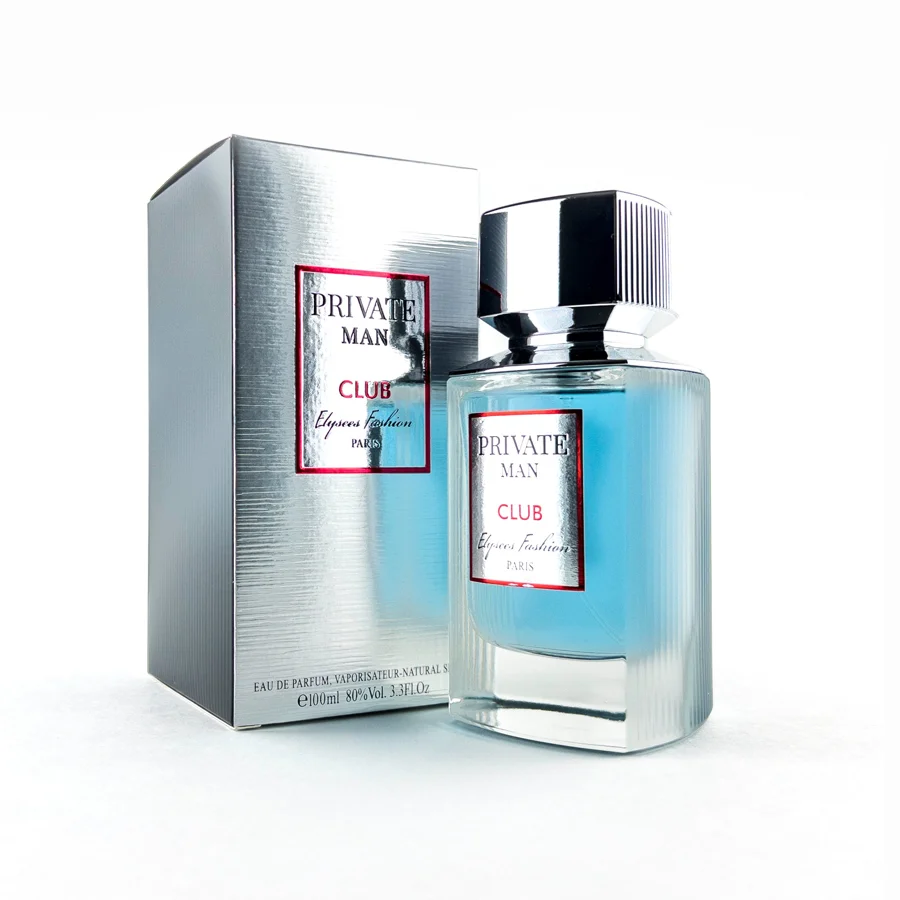 PRIVATE
MAN
CLUB
Elysees Fashion
PARIS
EAU DE PARFUM, VAPORISATEUR-NATURAL
℮100ml 80%Vol. 3.3Fl.Oz
PRIVATE
MAN
CLUB
Elysees Fashion
PARIS